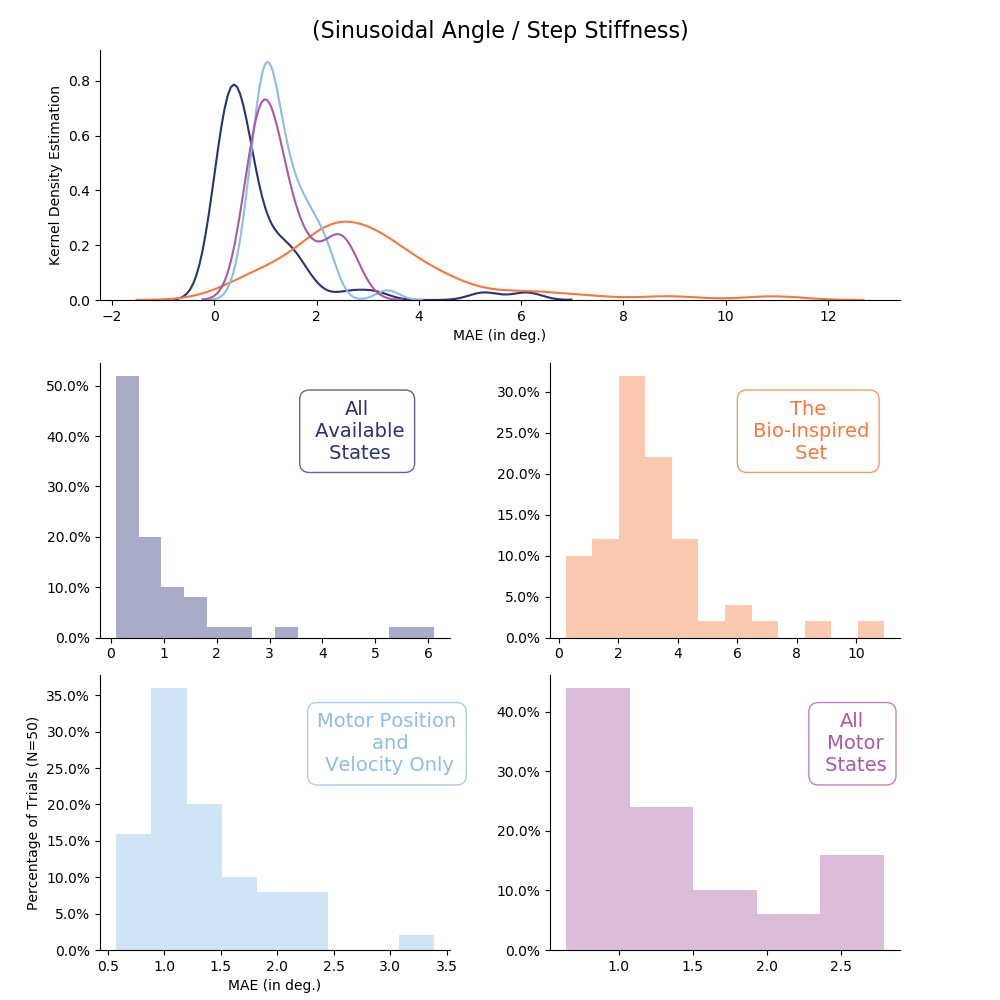 (Sinusoidal Angle / Step Stiffness)
Kernel Density Estimation
0.8
0.6
0.4
0.2
0.0
−2 0 2 4 6 8 10 12
MAE (in deg.)
50.0%
40.0%
30.0%
20.0%
10.0%
0.0%
All
Available
States
0 1 2 3 4 5 6
30.0%
25.0%
20.0%
15.0%
10.0%
5.0%
0.0%
The
Bio-Inspired
Set
0 2 4 6 8 10
Percentage of Trials (N=50)
35.0%
30.0%
25.0%
20.0%
15.0%
10.0%
5.0%
0.0%
Motor Position
and
Velocity Only
0.5 1.0 1.5 2.0 2.5 3.0 3.5
MAE (in deg.)
40.0%
30.0%
20.0%
10.0%
0.0%
All
Motor
States
1.0 1.5 2.0 2.5